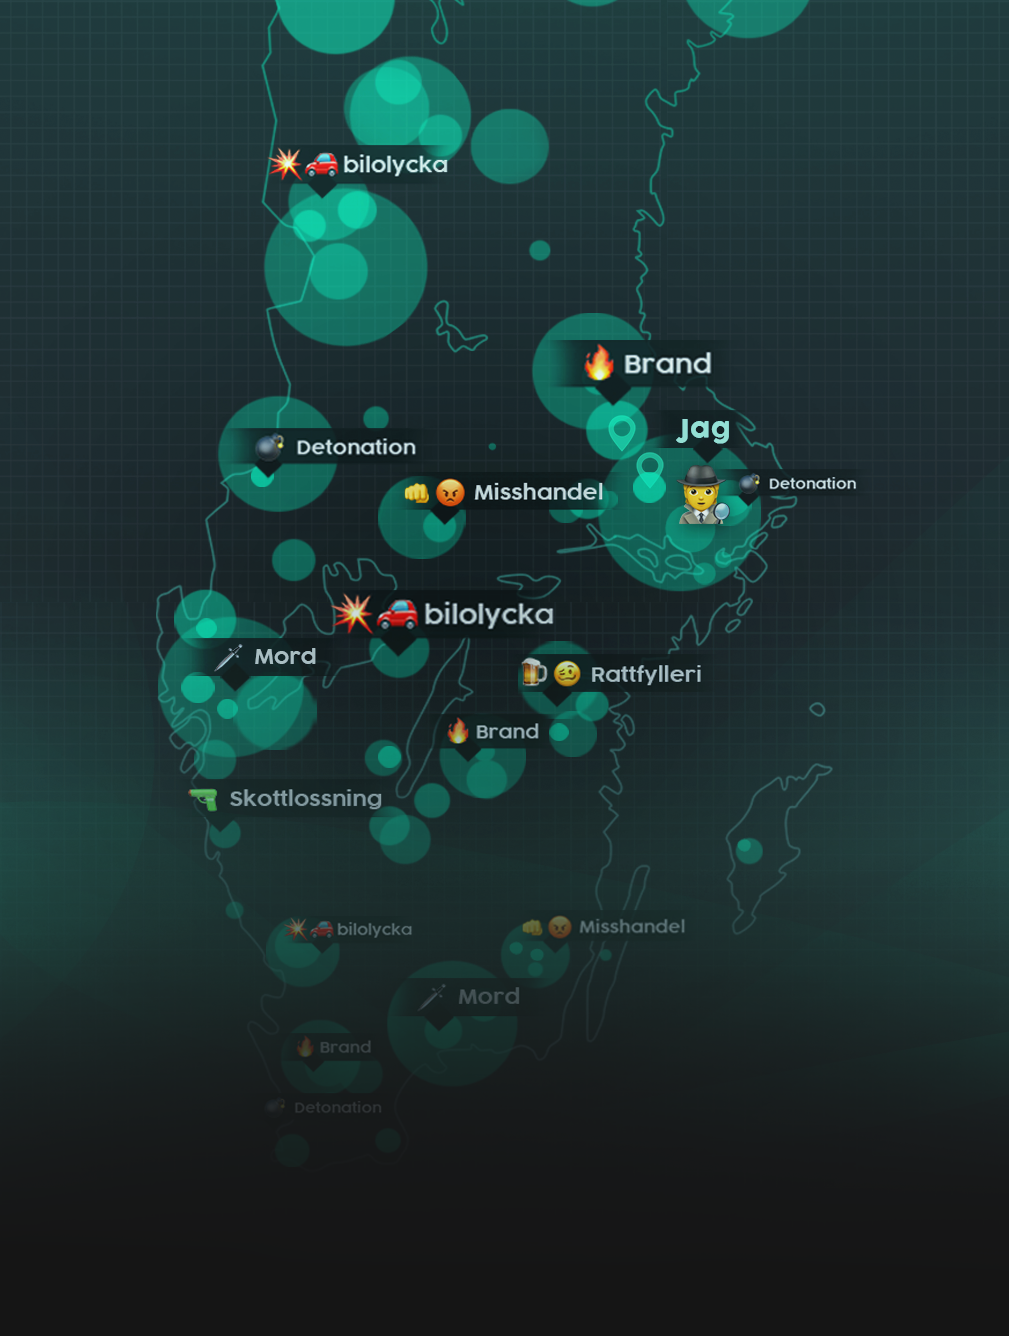 bilolycka
Brand
Jag
Detonation
Detonation
Misshandel
bilolycka
Mord
Rattfylleri
Brand
Skottlossning
Misshandel
bilolycka
Mord
Brand
Detonation